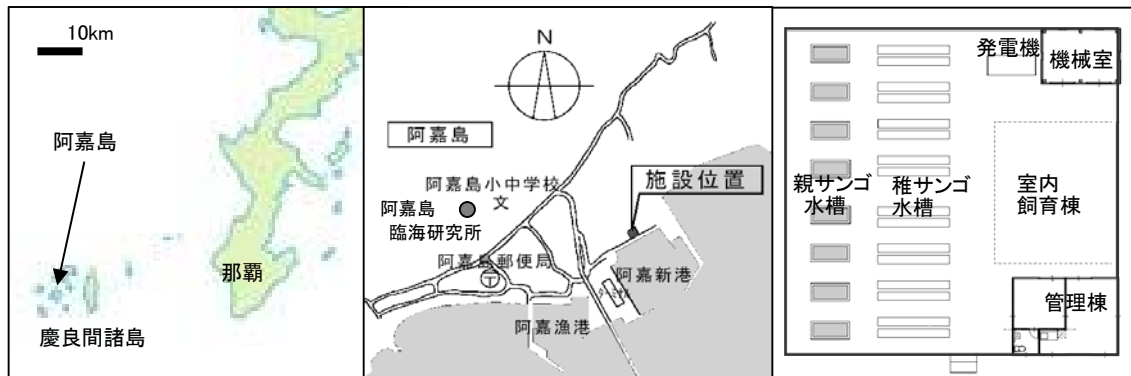 10km
阿嘉島
那覇
慶良間諸島
N
阿嘉島
阿嘉島小中学校
文
阿嘉島
臨海研究所
施設位置
阿嘉島郵便局
〒
阿嘉新港
阿嘉漁港
発電機
機械室
親サンゴ
水槽
稚サンゴ
水槽
室内
飼育棟
管理棟